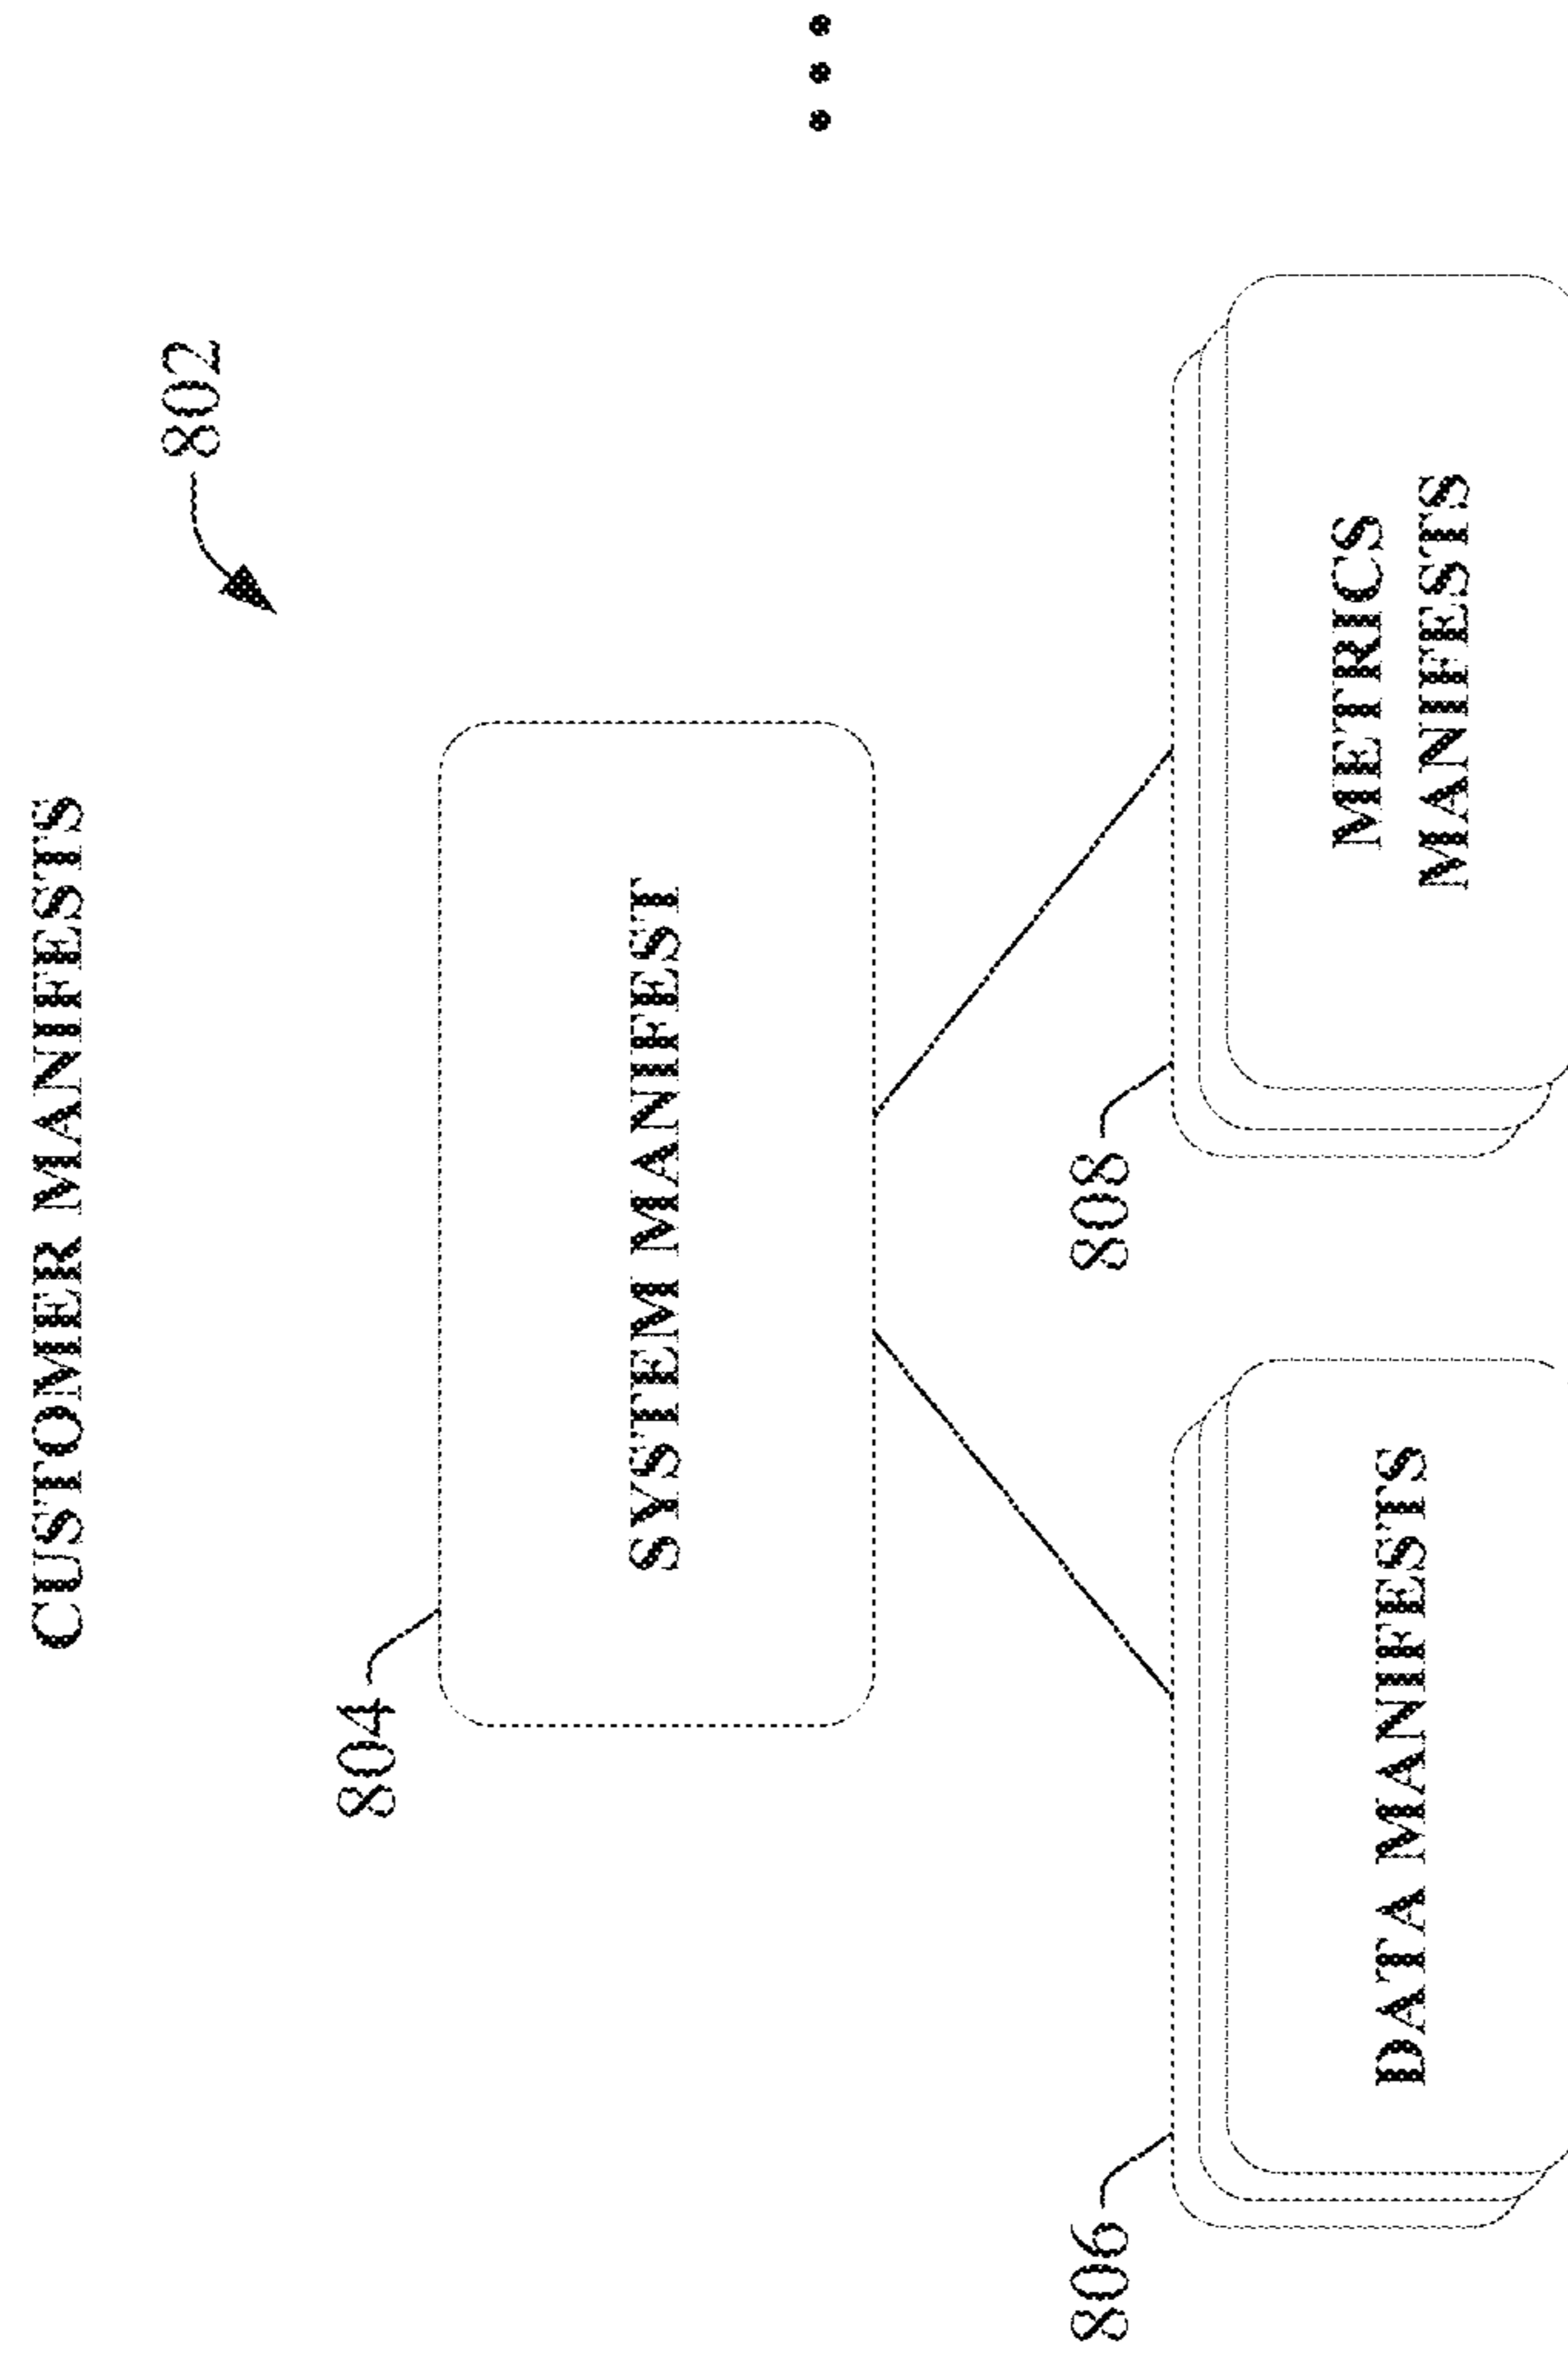 CUSTOMER MANIFESTS
802
804
SYSTEM MANIFEST
806
DATA MANIFESTS
808
METRICS
MANIFESTS